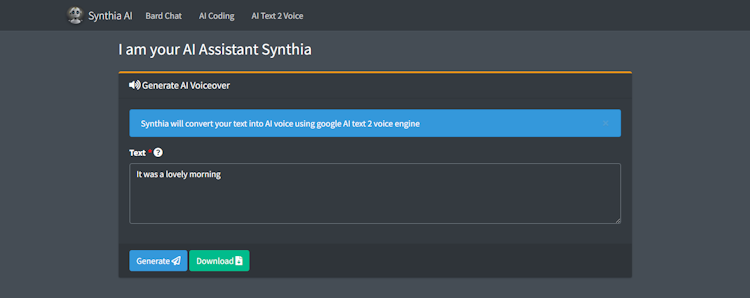 Synthia AI Bard Chat AI Coding AI Text 2 Voice
I am your AI Assistant Synthia
Generate AI Voiceover
Synthia will convert your text into AI voice using google AI text 2 voice engine
Text *
It was a lovely morning
Generate Download